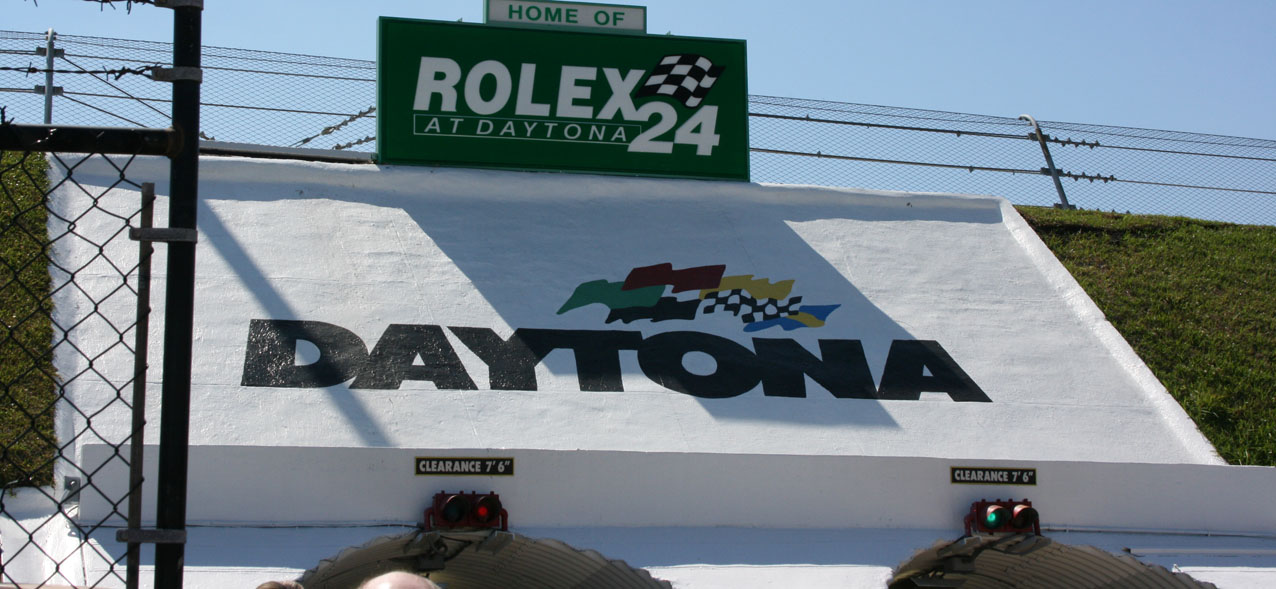 HOME OF
ROLEX
AT DAYTONA 24
DAYTONA
CLEARANCE 7' 6"
CLEARANCE 7' 6"